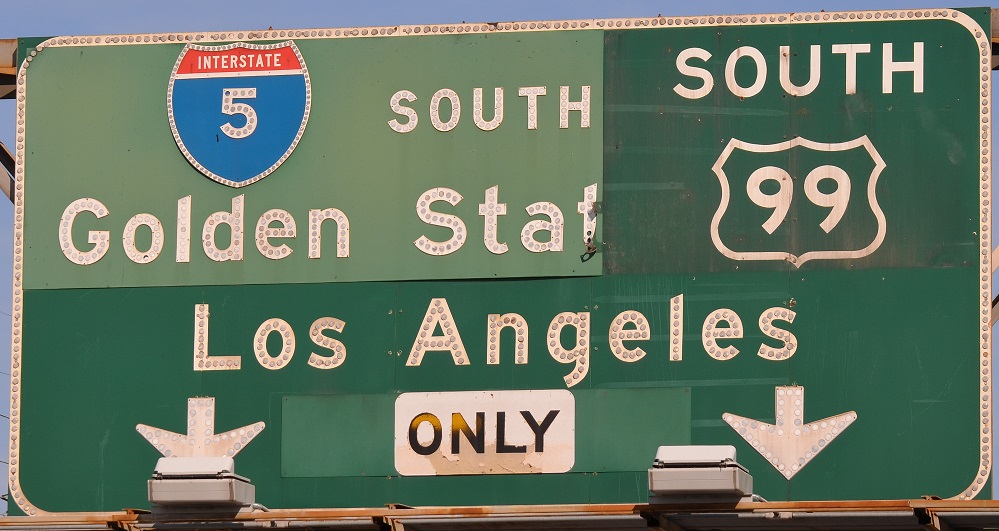 INTERSTATE
5
SOUTH
SOUTH
99
Golden Stat
Los Angeles
ONLY